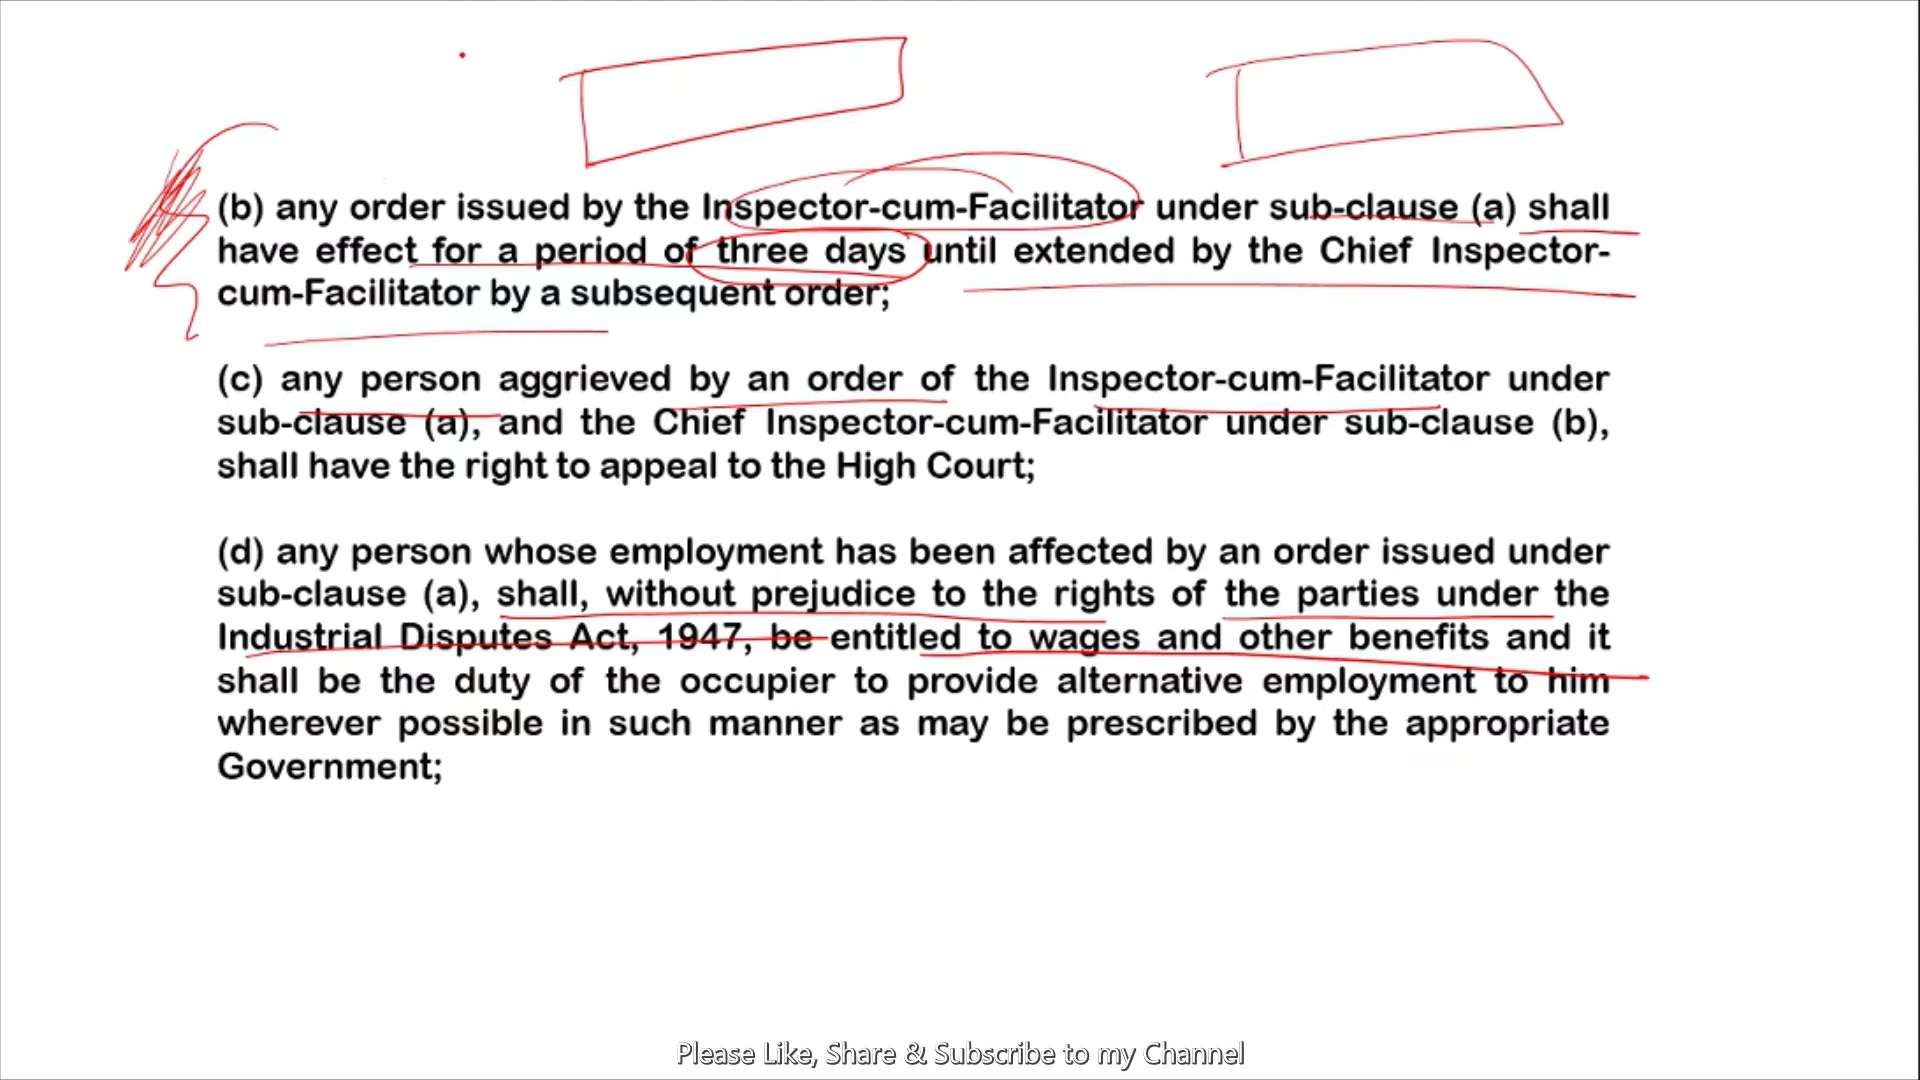 (b) any order issued by the Inspector-cum-Facilitator under sub-clause (a) shall
have effect for a period of three days until extended by the Chief Inspector-
cum-Facilitator by a subsequent order;
(c) any person aggrieved by an order of the Inspector-cum-Facilitator under
sub-clause (a), and the Chief Inspector-cum-Facilitator under sub-clause (b),
shall have the right to appeal to the High Court;
(d) any person whose employment has been affected by an order issued under
sub-clause (a), shall, without prejudice to the rights of the parties under the
Industrial Disputes Act, 1947, be entitled to wages and other benefits and it
shall be the duty of the occupier to provide alternative employment to him
wherever possible in such manner as may be prescribed by the appropriate
Government;
Please Like, Share & Subscribe to my Channel